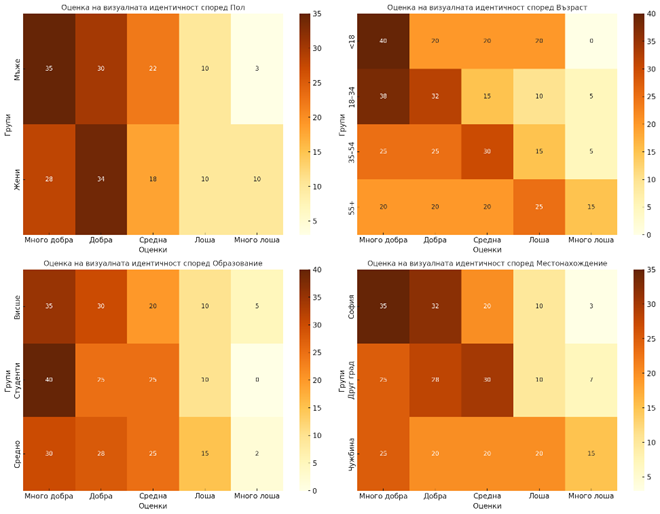 Оценка на визуалната идентичност според Пол
Групи
Мъже
35 30 22 10 3
Жени
28 34 18 10 10
Много добра Добра Средна Лоша Много лоша
Оценки
35
30
25
20
15
10
5
Оценка на визуалната идентичност според Възраст
Групи
<18
40 20 20 20 0
18–34
38 32 15 10 5
35–54
25 25 30 15 5
55+
20 20 20 25 15
Много добра Добра Средна Лоша Много лоша
Оценки
40
35
30
25
20
15
10
5
0
Оценка на визуалната идентичност според Образование
Групи
Висше
35 30 20 10 5
Студенти
40 25 25 10 0
Средно
30 28 25 15 2
Много добра Добра Средна Лоша Много лоша
Оценки
40
35
30
25
20
15
10
5
0
Оценка на визуалната идентичност според Местонахождение
Групи
София
35 32 20 10 3
Друг град
25 28 30 10 7
Чужбина
25 20 20 20 15
Много добра Добра Средна Лоша Много лоша
Оценки
35
30
25
20
15
10
5